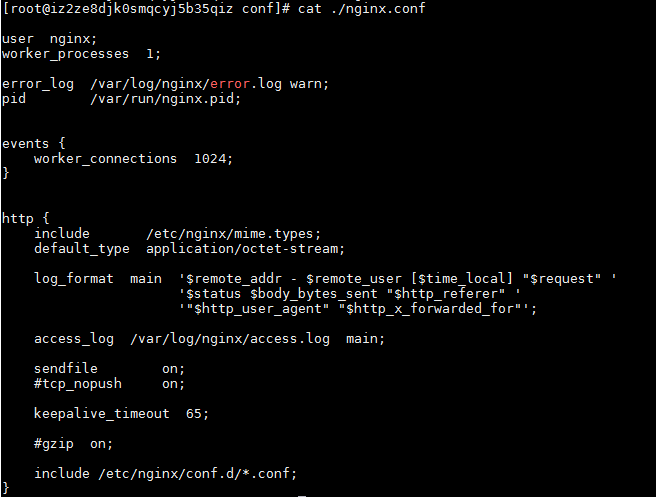 [root@iz2ze8djk0smqcyj5b35qiz conf]# cat ./nginx.conf
user  nginx;
worker_processes  1;
error_log  /var/log/nginx/error.log warn;
pid        /var/run/nginx.pid;
events {
    worker_connections  1024;
}
http {
    include       /etc/nginx/mime.types;
    default_type  application/octet-stream;
    log_format  main  '$remote_addr - $remote_user [$time_local] "$request" '
                      '$status $body_bytes_sent "$http_referer" '
                      '"$http_user_agent" "$http_x_forwarded_for"';
    access_log  /var/log/nginx/access.log  main;
    sendfile        on;
    #tcp_nopush     on;
    keepalive_timeout  65;
    #gzip  on;
    include /etc/nginx/conf.d/*.conf;
}